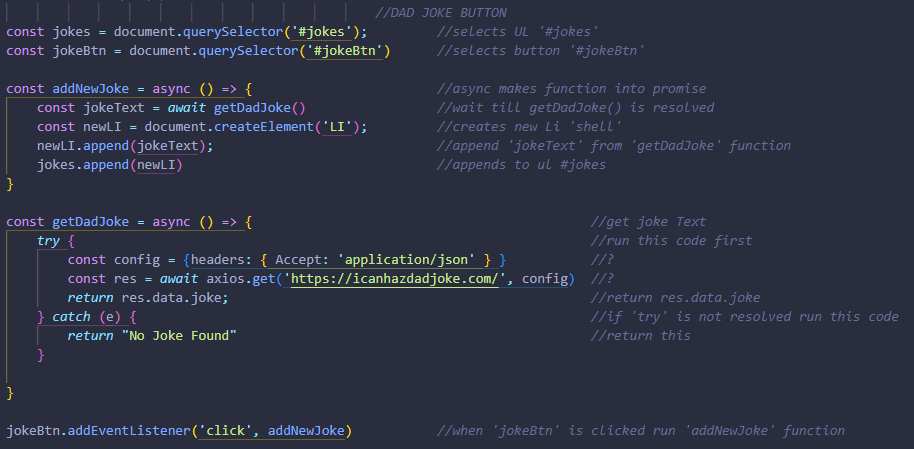 //DAD JOKE BUTTON
const jokes = document.querySelector('#jokes'); //selects UL '#jokes'
const jokeBtn = document.querySelector('#jokeBtn') //selects button '#jokeBtn'
const addNewJoke = async () => { //async makes function into promise
const jokeText = await getDadJoke() //wait till getDadJoke() is resolved
const newLI = document.createElement('LI'); //creates new Li 'shell'
newLI.append(jokeText); //append 'jokeText' from 'getDadJoke' function
jokes.append(newLI) //appends to ul #jokes
}
const getDadJoke = async () => { //get joke Text
try { //run this code first
const config = {headers: { Accept: 'application/json' } } //?
const res = await axios.get('https://icanhazdadjoke.com/', config) //?
return res.data.joke; //return res.data.joke
} catch (e) { //if 'try' is not resolved run this code
return "No Joke Found" //return this
}
}
jokeBtn.addEventListener('click', addNewJoke) //when 'jokeBtn' is clicked run 'addNewJoke' function